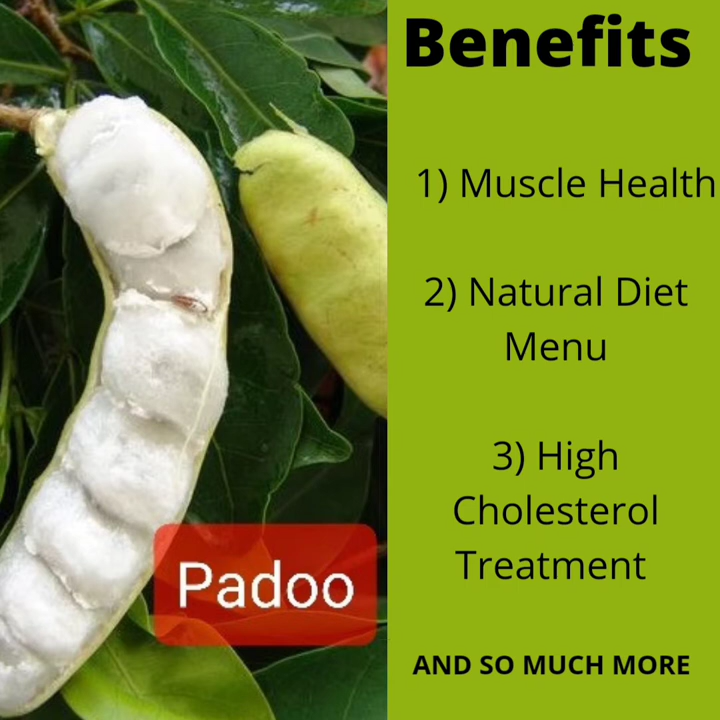 Benefits
1) Muscle Health
2) Natural Diet
Menu
3) High
Cholesterol
Treatment
Padoo
AND SO MUCH MORE